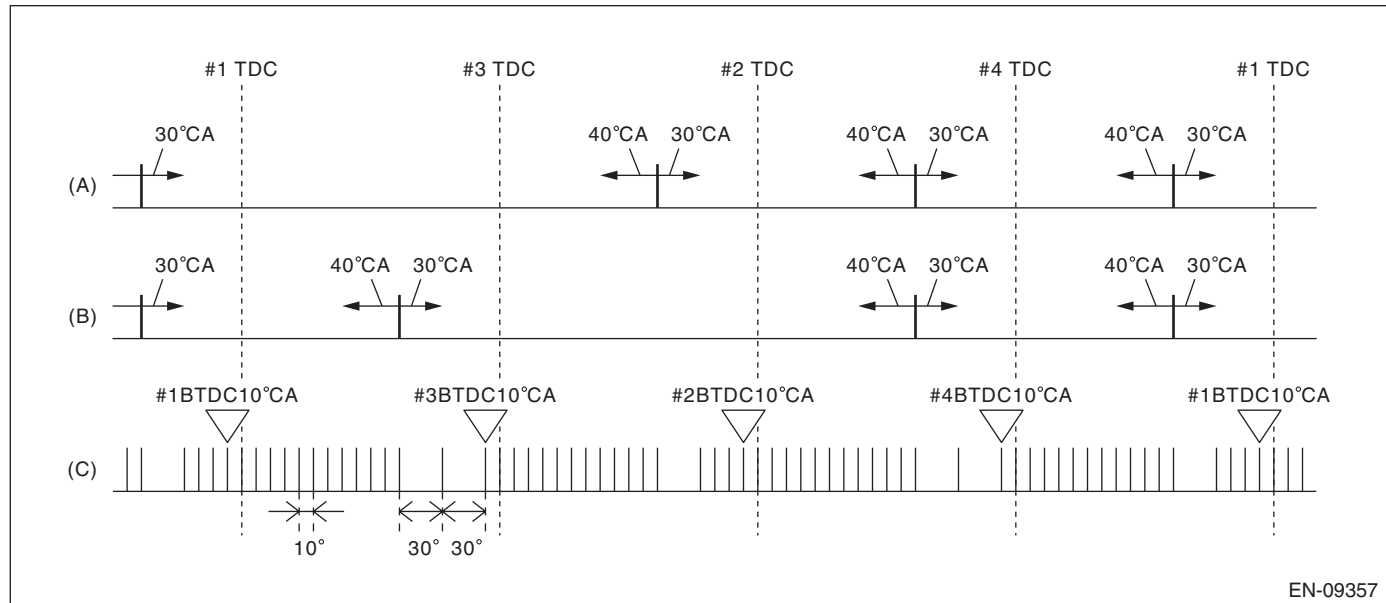 #1 TDC #3 TDC #2 TDC #4 TDC #1 TDC
30°CA 40°CA 30°CA 40°CA 30°CA 40°CA 30°CA
(A)
30°CA 40°CA 30°CA 40°CA 30°CA 40°CA 30°CA
(B)
#1BTDC10°CA #3BTDC10°CA #2BTDC10°CA #4BTDC10°CA #1BTDC10°CA
(C)
10° 30° 30°
EN-09357